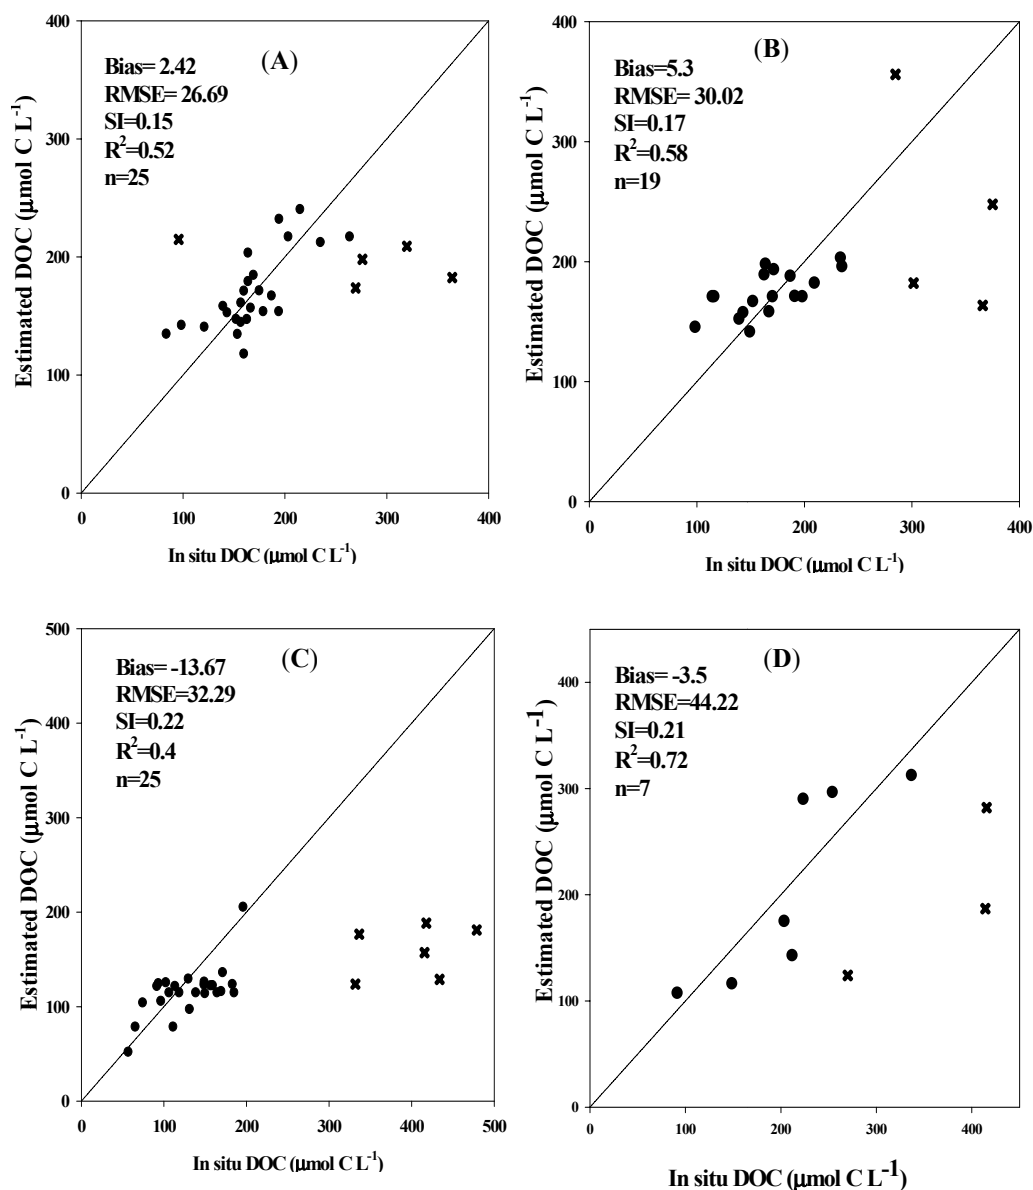 400
300
200
100
0
Estimated DOC (μmol C L⁻¹)
Bias= 2.42
RMSE= 26.69
SI=0.15
R²=0.52
n=25
(A)
0 100 200 300 400
In situ DOC (μmol C L⁻¹)
400
300
200
100
0
Estimated DOC (μmol C L⁻¹)
Bias=5.3
RMSE= 30.02
SI=0.17
R²=0.58
n=19
(B)
0 100 200 300 400
In situ DOC (μmol C L⁻¹)
500
400
300
200
100
0
Estimated DOC (μmol C L⁻¹)
Bias= -13.67
RMSE=32.29
SI=0.22
R²=0.4
n=25
(C)
0 100 200 300 400 500
In situ DOC (μmol C L⁻¹)
400
300
200
100
0
Estimated DOC (μmol C L⁻¹)
Bias= -3.5
RMSE=44.22
SI=0.21
R²=0.72
n=7
(D)
0 100 200 300 400
In situ DOC (μmol C L⁻¹)